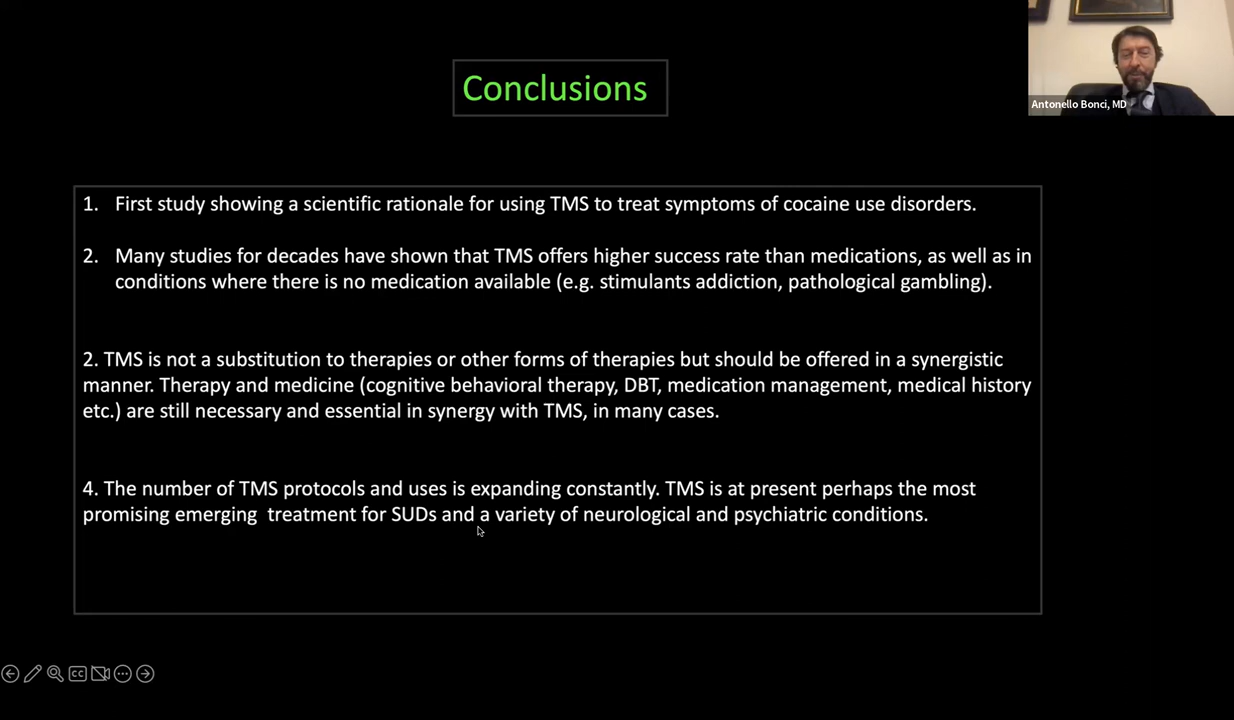 Conclusions
Antonello Bonci, MD
1. First study showing a scientific rationale for using TMS to treat symptoms of cocaine use disorders.
2. Many studies for decades have shown that TMS offers higher success rate than medications, as well as in
conditions where there is no medication available (e.g. stimulants addiction, pathological gambling).
2. TMS is not a substitution to therapies or other forms of therapies but should be offered in a synergistic
manner. Therapy and medicine (cognitive behavioral therapy, DBT, medication management, medical history
etc.) are still necessary and essential in synergy with TMS, in many cases.
4. The number of TMS protocols and uses is expanding constantly. TMS is at present perhaps the most
promising emerging  treatment for SUDs and a variety of neurological and psychiatric conditions.
CC